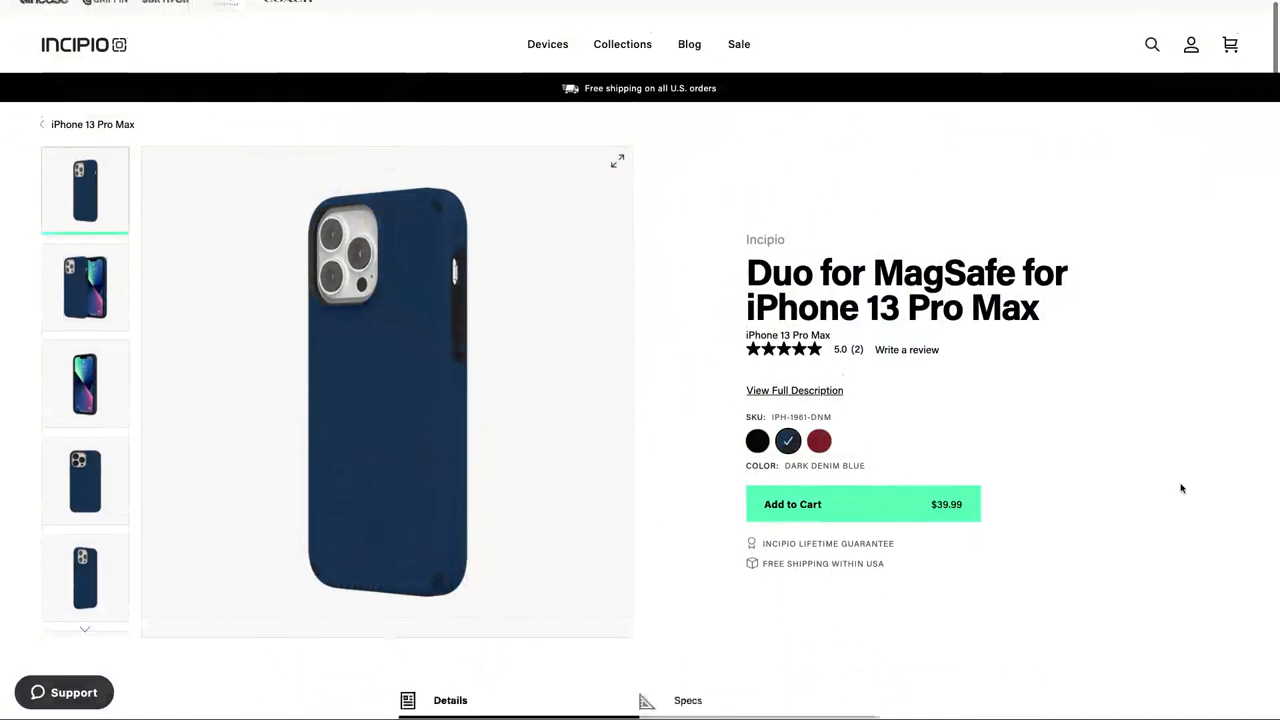 INCIPIO
Devices
Collections
Blog
Sale
Free shipping on all U.S. orders
iPhone 13 Pro Max
Incipio
Duo for MagSafe for
iPhone 13 Pro Max
iPhone 13 Pro Max
5.0 (2) Write a review
View Full Description
SKU: IPH-1961-DNM
COLOR: DARK DENIM BLUE
Add to Cart $39.99
INCIPIO LIFETIME GUARANTEE
FREE SHIPPING WITHIN USA
Support
Details
Specs